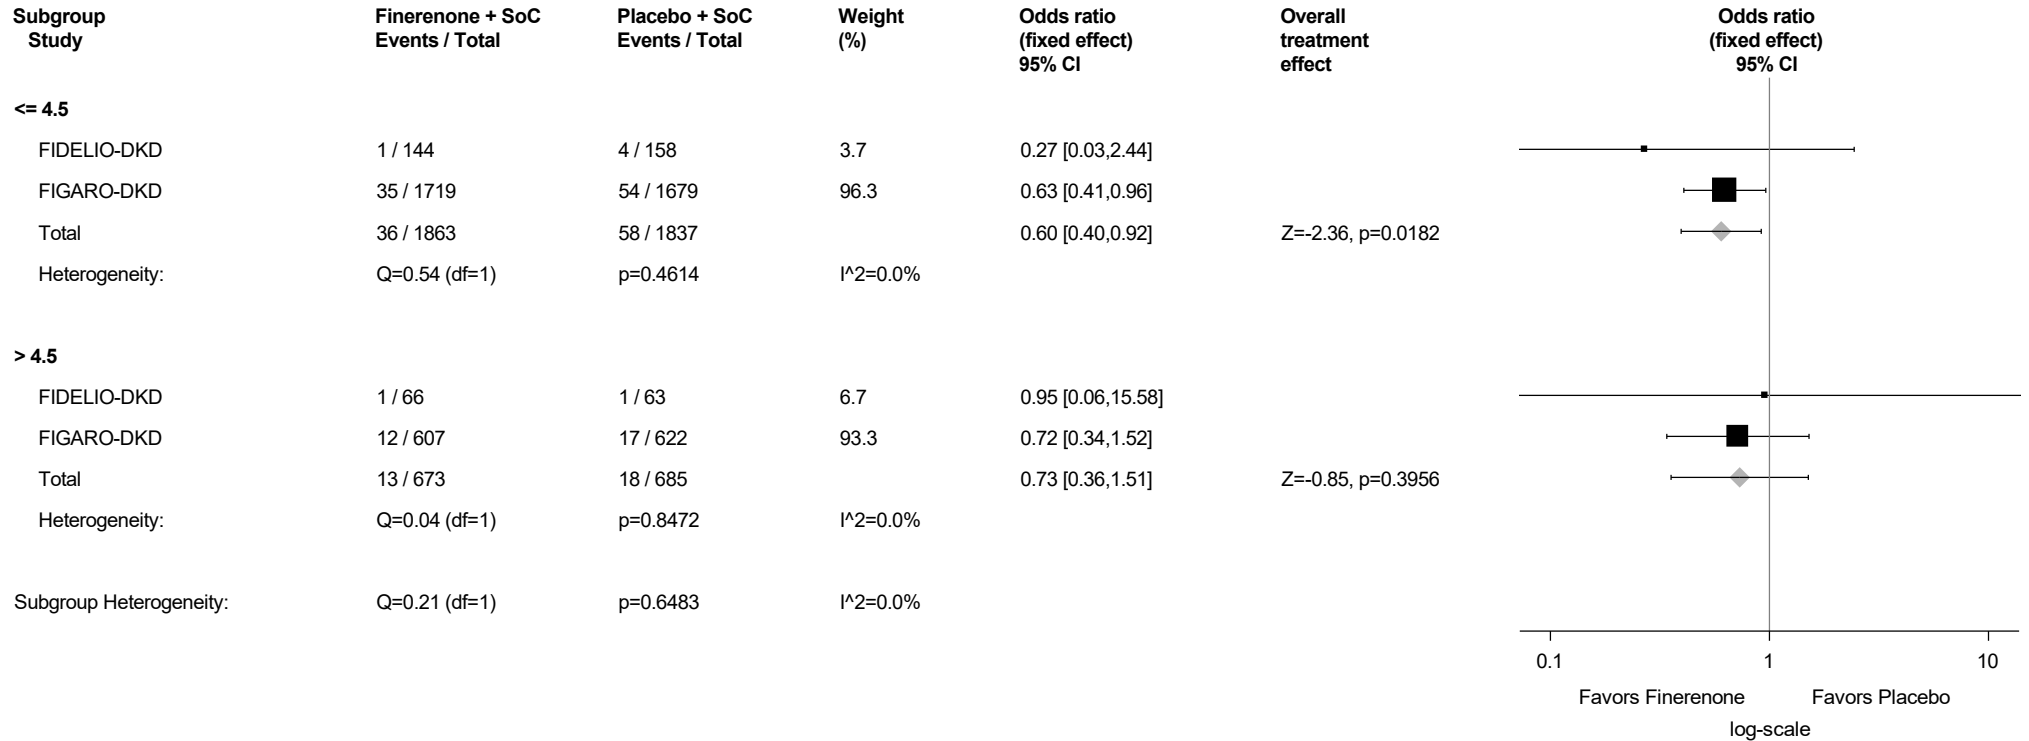 Subgroup Finerenone + SoC Placebo + SoC Weight Odds ratio Overall Odds ratio
Study Events / Total Events / Total (%) (fixed effect) treatment (fixed effect)
95% CI effect 95% CI
<= 4.5
FIDELIO-DKD 1 / 144 4 / 158 3.7 0.27 [0.03,2.44]
FIGARO-DKD 35 / 1719 54 / 1679 96.3 0.63 [0.41,0.96]
Total 36 / 1863 58 / 1837 0.60 [0.40,0.92] Z=-2.36, p=0.0182
Heterogeneity: Q=0.54 (df=1) p=0.4614 I^2=0.0%
> 4.5
FIDELIO-DKD 1 / 66 1 / 63 6.7 0.95 [0.06,15.58]
FIGARO-DKD 12 / 607 17 / 622 93.3 0.72 [0.34,1.52]
Total 13 / 673 18 / 685 0.73 [0.36,1.51] Z=-0.85, p=0.3956
Heterogeneity: Q=0.04 (df=1) p=0.8472 I^2=0.0%
Subgroup Heterogeneity: Q=0.21 (df=1) p=0.6483 I^2=0.0%
0.1 1 10
Favors Finerenone Favors Placebo
log-scale